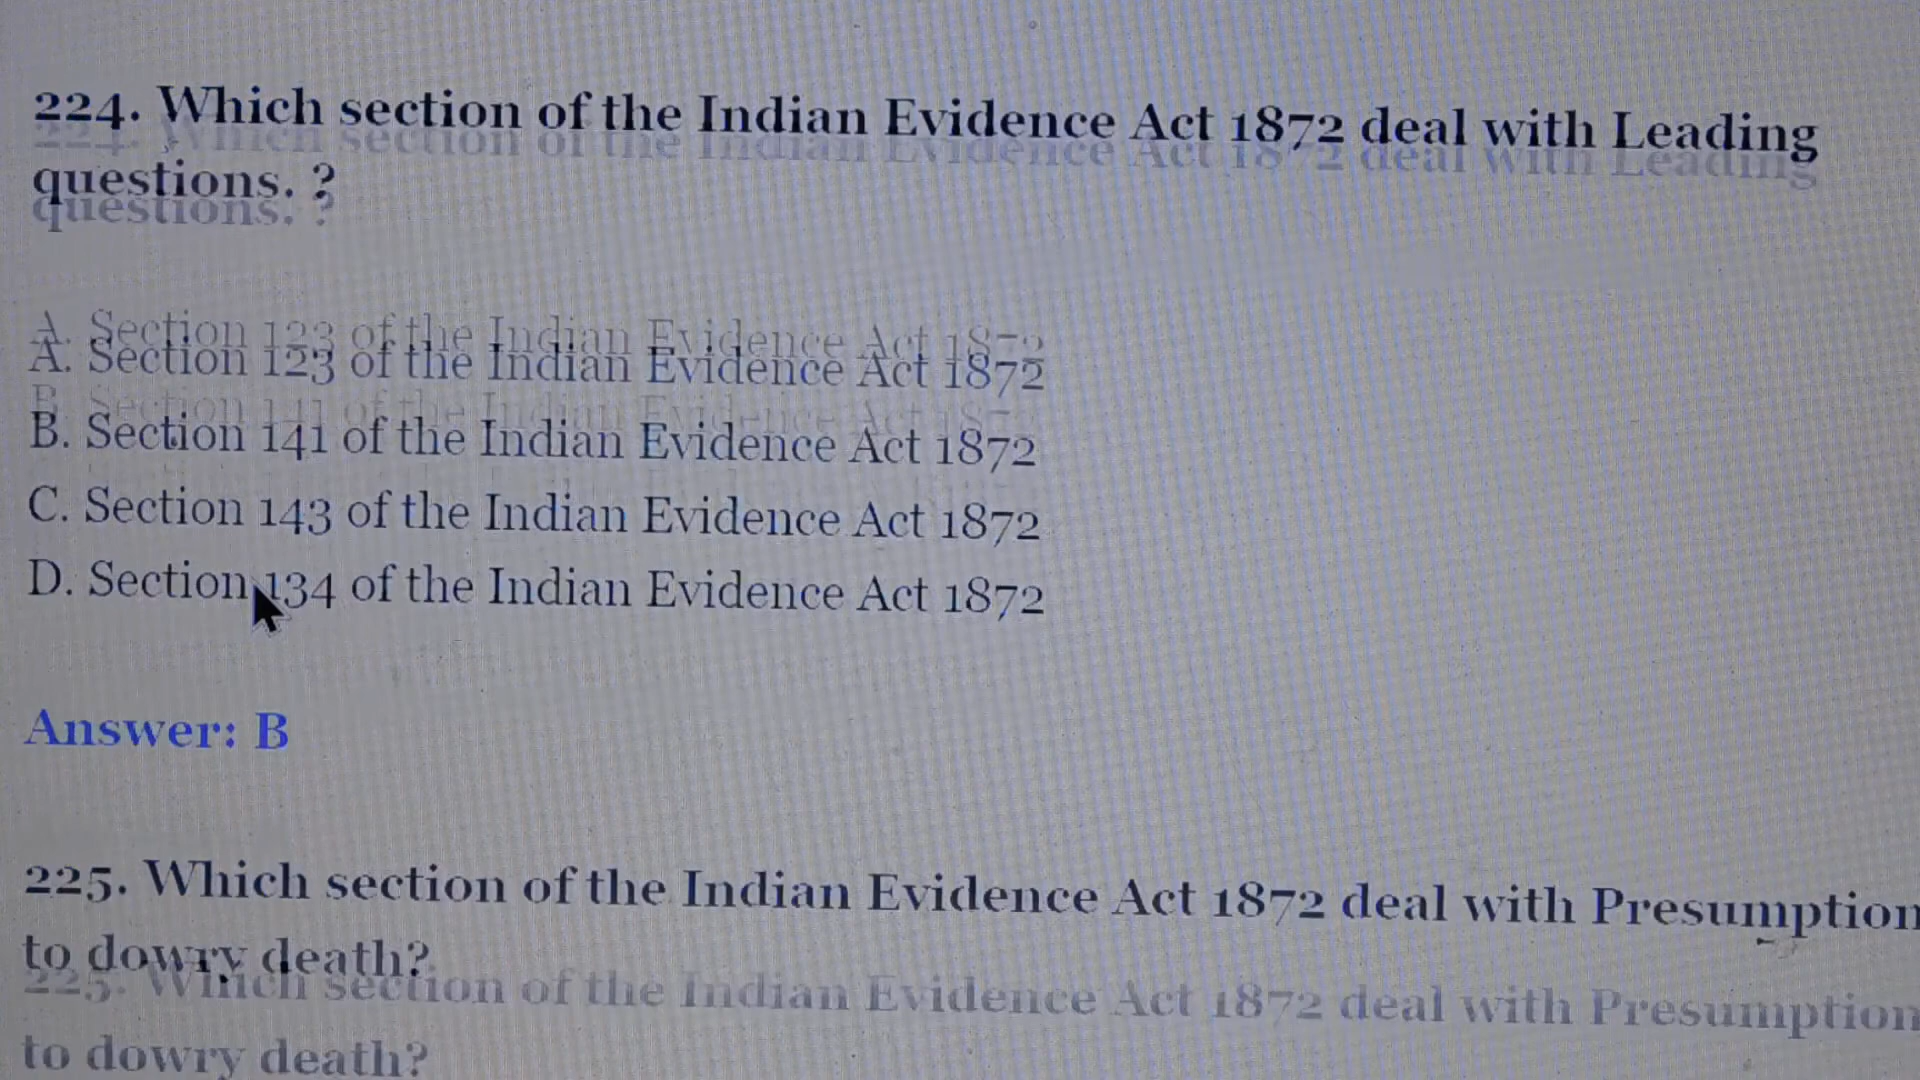 224. Which section of the Indian Evidence Act 1872 deal with Leading
questions. ?
A. Section 123 of the Indian Evidence Act 1872
B. Section 141 of the Indian Evidence Act 1872
C. Section 143 of the Indian Evidence Act 1872
D. Section 134 of the Indian Evidence Act 1872
Answer: B
225. Which section of the Indian Evidence Act 1872 deal with Presumption
to dowry death?